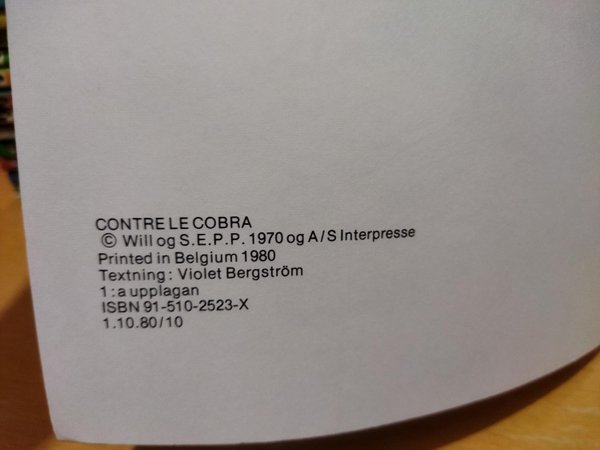 CONTRE LE COBRA
© Will og S.E.P.P. 1970 og A/S Interpresse
Printed in Belgium 1980
Textning: Violet Bergström
1:a upplagan
ISBN 91-510-2523-X
1.10.80/10